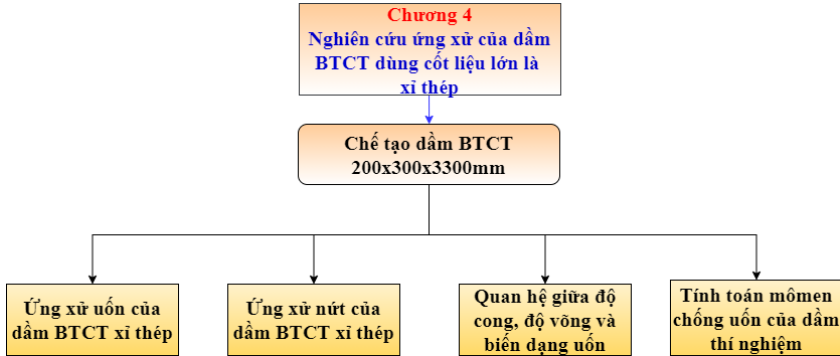 Chương 4
Nghiên cứu ứng xử của dầm
BTCT dùng cốt liệu lớn là
xỉ thép
Chế tạo dầm BTCT
200x300x3300mm
Ứng xử uốn của
dầm BTCT xỉ thép
Ứng xử nứt của
dầm BTCT xỉ thép
Quan hệ giữa độ
cong, độ võng và
biến dạng uốn
Tính toán mômen
chống uốn của dầm
thí nghiệm